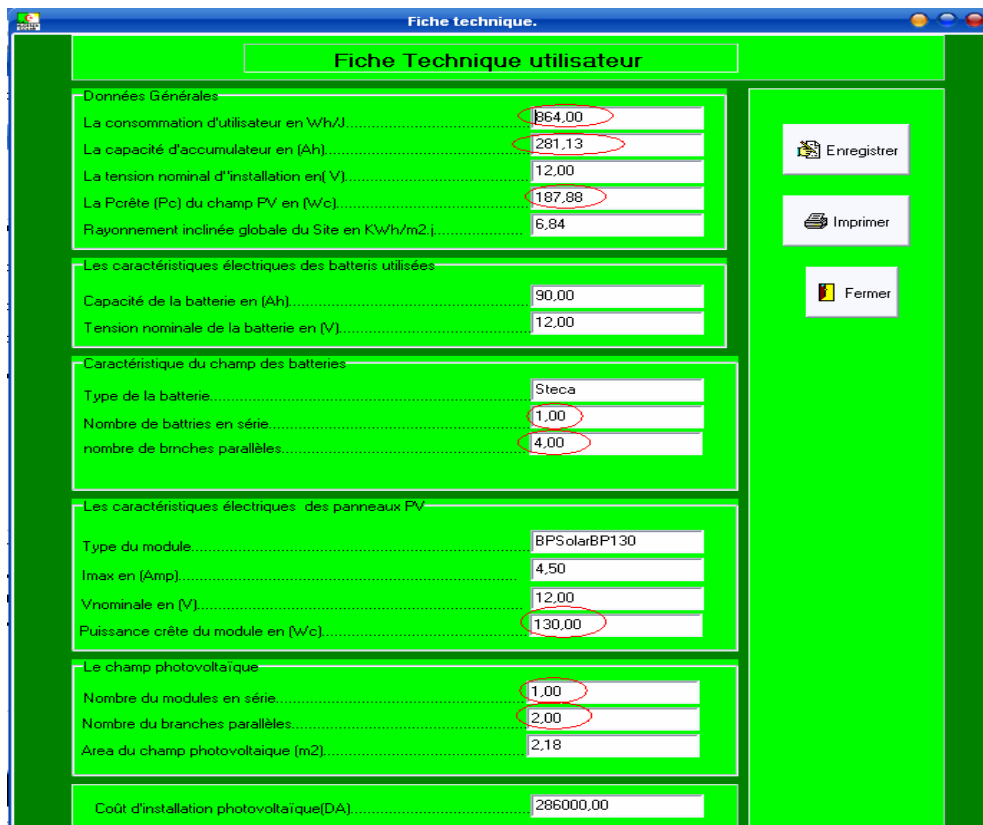 Fiche technique.
Fiche Technique utilisateur
Données Générales
La consommation d'utilisateur en Wh/J 864,00
La capacité d'accumulateur en (Ah) 281,13
La tension nominal d''installation en( V) 12,00
La Pcrête (Pc) du champ PV en (Wc) 187,88
Rayonnement inclinée globale du Site en KWh/m2 j 6,84
Les caractéristiques électriques des batteris utilisées
Capacité de la batterie en (Ah) 90,00
Tension nominale de la batterie en (V) 12,00
Caractéristique du champ des batteries
Type de la batterie Steca
Nombre de battries en série 1,00
nombre de brnches parallèles 4,00
Les caractéristiques électriques des panneaux PV
Type du module BPSolarBP130
Imax en (Amp) 4,50
Vnominale en (V) 12,00
Puissance crête du module en (Wc) 130,00
Le champ photovoltaïque
Nombre du modules en série 1,00
Nombre du branches parallèles 2,00
Area du champ photovoltaique (m2) 2,18
Coût d'installation photovoltaïque(DA) 286000,00
Enregistrer
Imprimer
Fermer